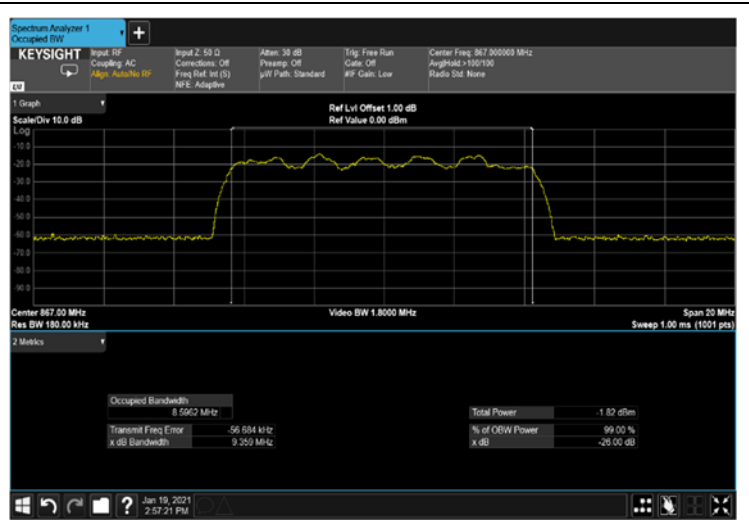 Spectrum Analyzer 1
Occupied BW
KEYSIGHT
Input: RF
Coupling: AC
Align: Auto/No RF
Input Z: 50 Ω
Corrections: Off
Freq Ref: Int (S)
NFE: Adaptive
Atten: 30 dB
Preamp: Off
µW Path: Standard
Trig: Free Run
Gate: Off
#IF Gain: Low
Center Freq: 867.000000 MHz
Avg|Hold:>100/100
Radio Std: None
1 Graph
Scale/Div 10.0 dB
Ref Lvl Offset 1.00 dB
Ref Value 0.00 dBm
Log
-10.0
-20.0
-30.0
-40.0
-50.0
-60.0
-70.0
-80.0
-90.0
Center 867.00 MHz
Res BW 180.00 kHz
Video BW 1.8000 MHz
Span 20 MHz
Sweep 1.00 ms (1001 pts)
2 Metrics
Occupied Bandwidth
8.5962 MHz
Transmit Freq Error -56.684 kHz
x dB Bandwidth 9.359 MHz
Total Power -1.82 dBm
% of OBW Power 99.00 %
x dB -26.00 dB
Jan 19, 2021
2:57:21 PM